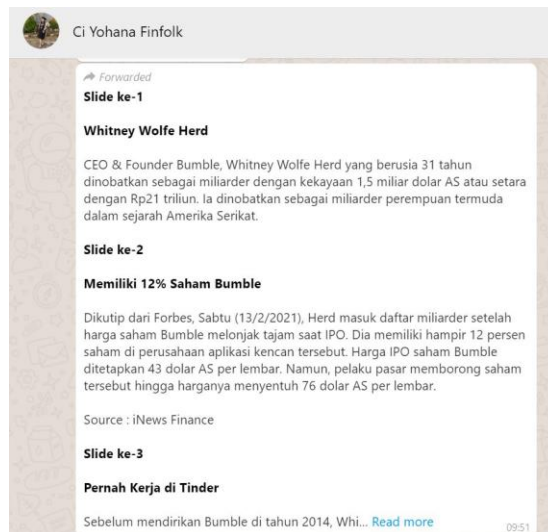 Ci Yohana Finfolk
Forwarded
Slide ke-1
Whitney Wolfe Herd
CEO & Founder Bumble, Whitney Wolfe Herd yang berusia 31 tahun
dinobatkan sebagai miliarder dengan kekayaan 1,5 miliar dolar AS atau setara
dengan Rp21 triliun. Ia dinobatkan sebagai miliarder perempuan termuda
dalam sejarah Amerika Serikat.
Slide ke-2
Memiliki 12% Saham Bumble
Dikutip dari Forbes, Sabtu (13/2/2021), Herd masuk daftar miliarder setelah
harga saham Bumble melonjak tajam saat IPO. Dia memiliki hampir 12 persen
saham di perusahaan aplikasi kencan tersebut. Harga IPO saham Bumble
ditetapkan 43 dolar AS per lembar. Namun, pelaku pasar memborong saham
tersebut hingga harganya menyentuh 76 dolar AS per lembar.
Source : iNews Finance
Slide ke-3
Pernah Kerja di Tinder
Sebelum mendirikan Bumble di tahun 2014, Whi... Read more
09:51